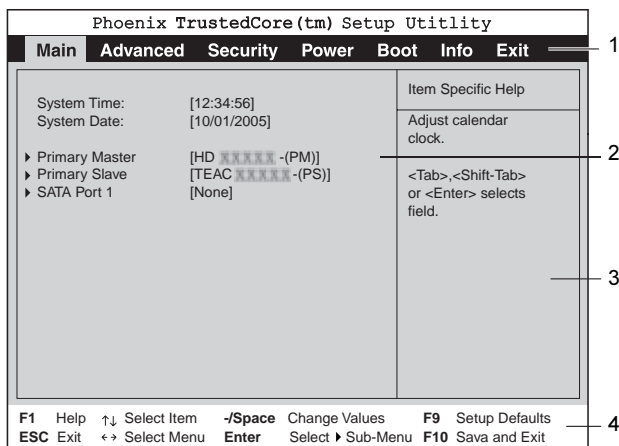 Phoenix TrustedCore(tm) Setup Utitlity
Main Advanced Security Power Boot Info Exit
1
Item Specific Help
System Time: [12:34:56]
System Date: [10/01/2005]
Adjust calendar
clock.
2
▸ Primary Master [HD XXXXX -(PM)]
▸ Primary Slave [TEAC XXXXX -(PS)]
▸ SATA Port 1 [None]
<Tab>,<Shift-Tab>
or <Enter> selects
field.
3
F1 Help ↑↓ Select Item -/Space Change Values F9 Setup Defaults
ESC Exit ↔ Select Menu Enter Select ▸ Sub-Menu F10 Sava and Exit
4